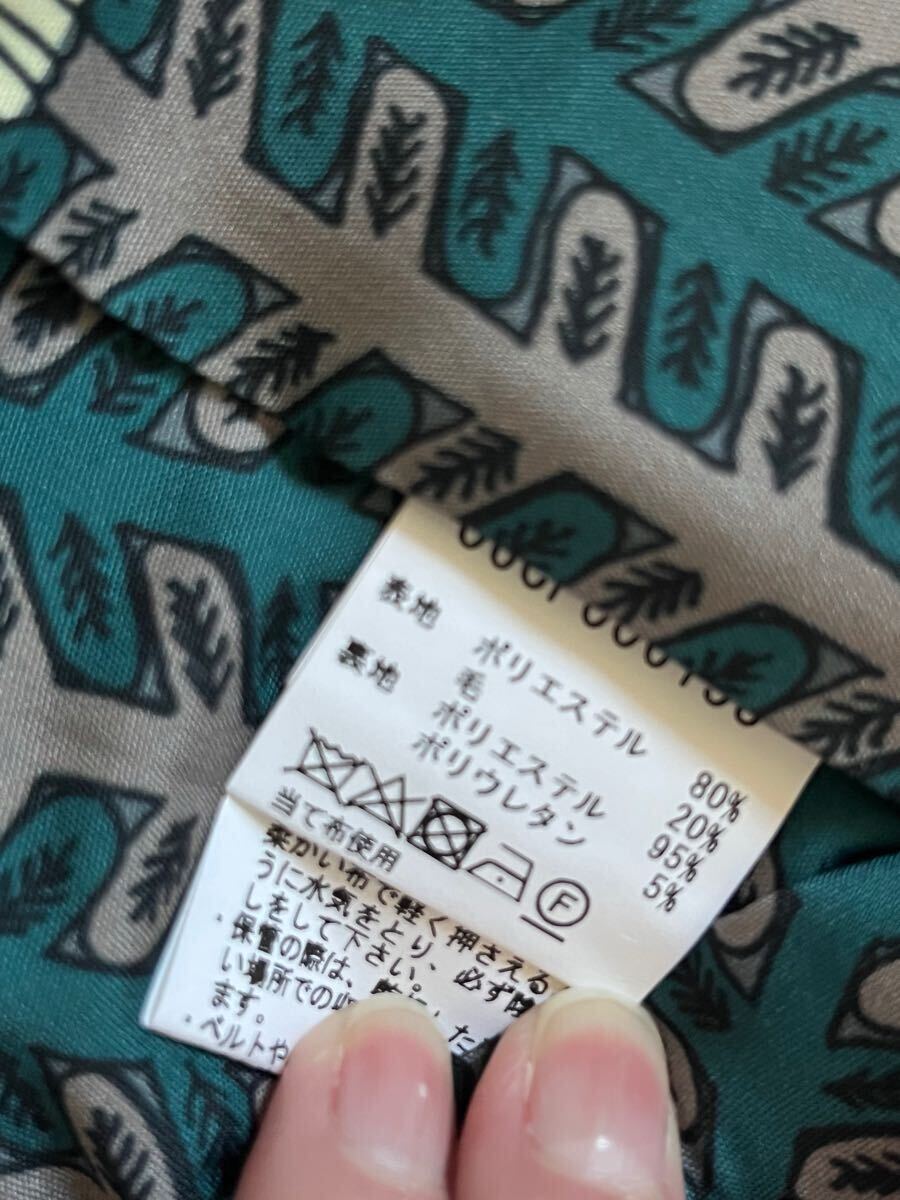 表地 ポリエステル 80%
毛 20%
裏地 ポリエステル 95%
ポリウレタン 5%
F
当て布使用
柔かい布で軽く押さえる
うに水気をとり、必ず陰
しをして下さい。
・保管の際は、
い場所での
ます。
・ベルトや